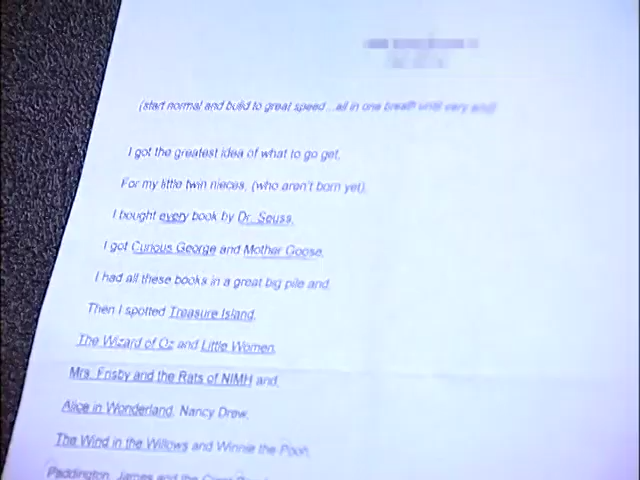 (start normal and build to great speed...all in one breath until very end)
I got the greatest idea of what to go get,
For my little twin nieces, (who aren't born yet).
I bought every book by Dr. Seuss,
I got Curious George and Mother Goose,
I had all these books in a great big pile and
Then I spotted Treasure Island,
The Wizard of Oz and Little Women,
Mrs. Frisby and the Rats of NIMH and,
Alice in Wonderland, Nancy Drew,
The Wind in the Willows and Winnie the Pooh,
Paddington, James and the